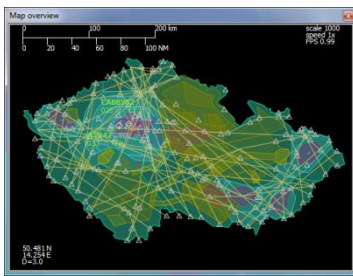 Map overview
0 100 200 km
0 20 40 60 80 100 NM
scale 1000
speed 1x
FPS 0.99
50.481 N
14.254 E
D=3.0